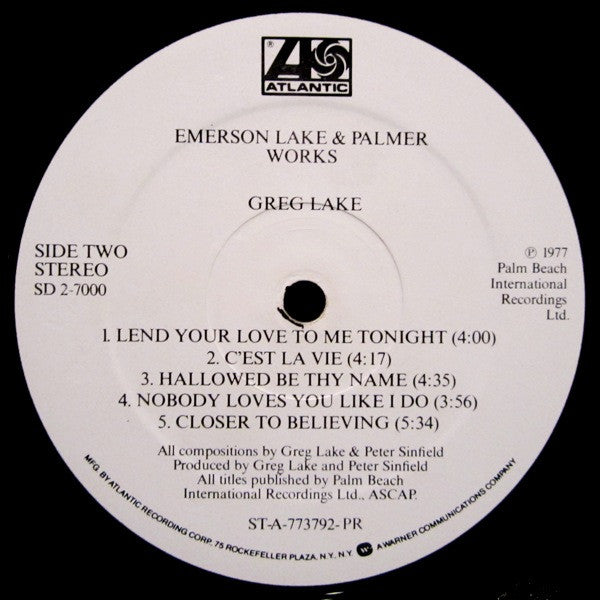 ®
ATLANTIC
EMERSON LAKE & PALMER
WORKS
GREG LAKE
SIDE TWO
STEREO
SD 2-7000
℗ 1977
Palm Beach
International
Recordings
Ltd.
1. LEND YOUR LOVE TO ME TONIGHT (4:00)
2. C'EST LA VIE (4:17)
3. HALLOWED BE THY NAME (4:35)
4. NOBODY LOVES YOU LIKE I DO (3:56)
5. CLOSER TO BELIEVING (5:34)
All compositions by Greg Lake & Peter Sinfield
Produced by Greg Lake and Peter Sinfield
All titles published by Palm Beach
International Recordings Ltd., ASCAP.
ST-A-773792-PR
MFG. BY ATLANTIC RECORDING CORP. 75 ROCKEFELLER PLAZA, N.Y. N.Y. W A WARNER COMMUNICATIONS COMPANY